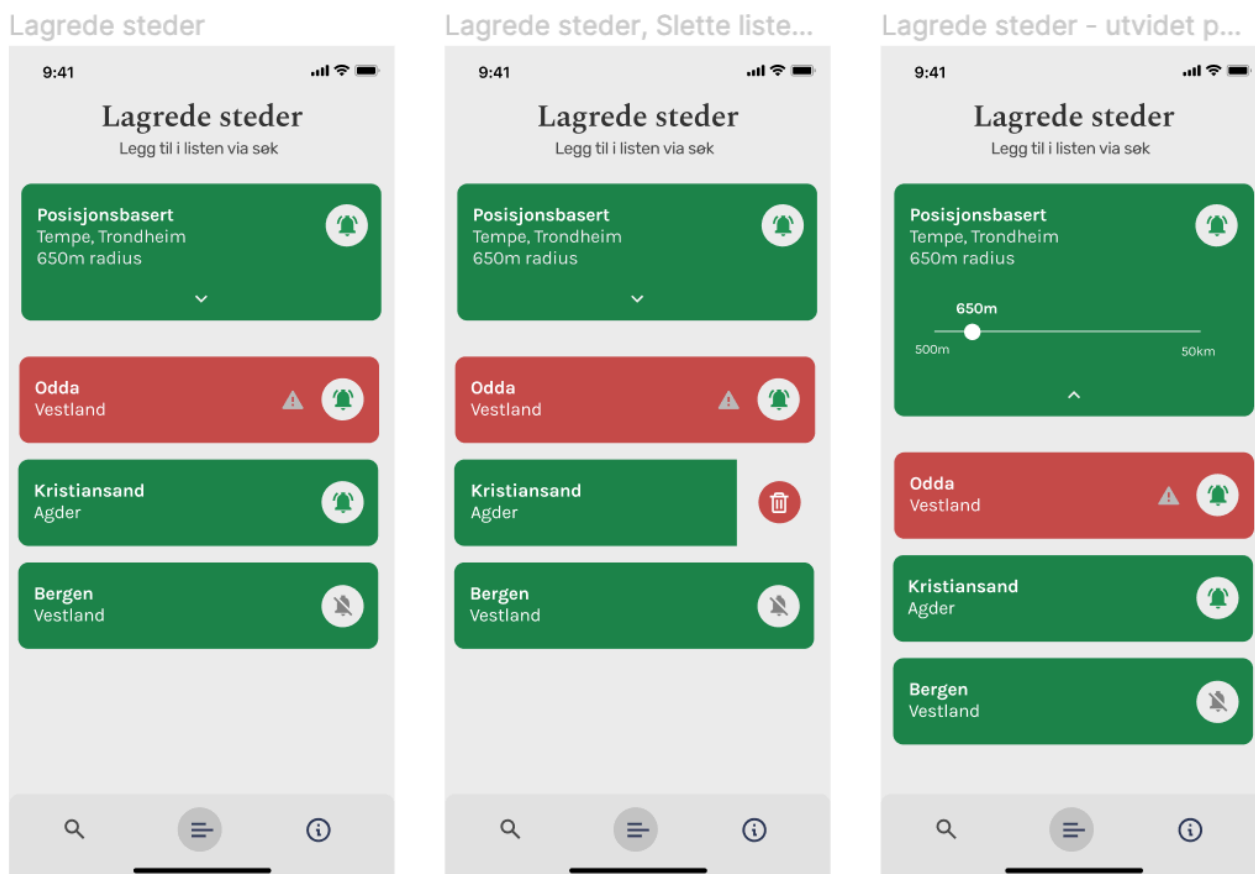 Lagrede steder
9:41
Lagrede steder
Legg til i listen via søk
Posisjonsbasert
Tempe, Trondheim
650m radius
Odda
Vestland
Kristiansand
Agder
Bergen
Vestland
Lagrede steder, Slette liste...
9:41
Lagrede steder
Legg til i listen via søk
Posisjonsbasert
Tempe, Trondheim
650m radius
Odda
Vestland
Kristiansand
Agder
Bergen
Vestland
Lagrede steder - utvidet p...
9:41
Lagrede steder
Legg til i listen via søk
Posisjonsbasert
Tempe, Trondheim
650m radius
650m
500m 50km
Odda
Vestland
Kristiansand
Agder
Bergen
Vestland